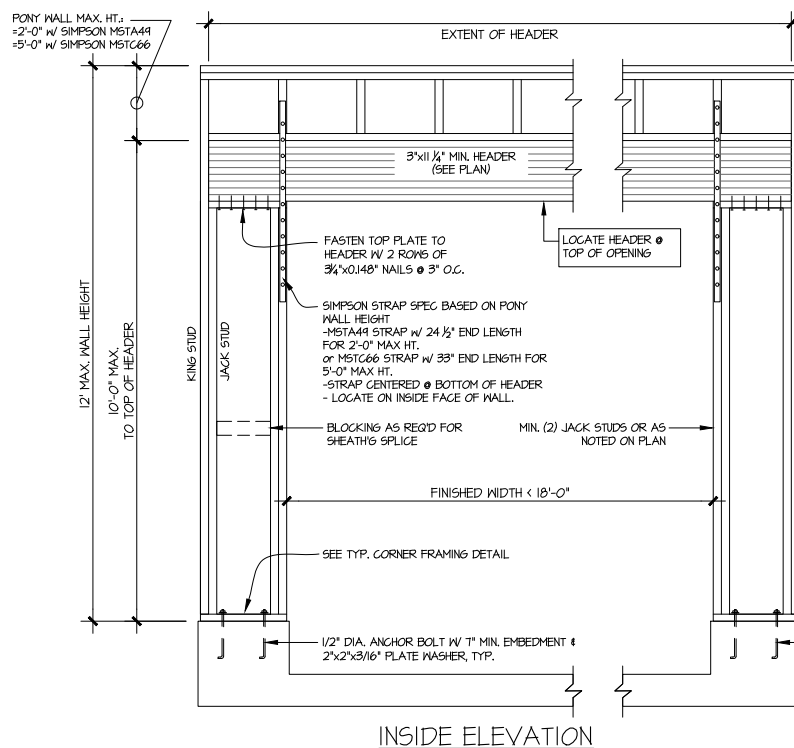 PONY WALL MAX. HT.:
=2'-0" W/ SIMPSON MSTA49
=5'-0" W/ SIMPSON MSTC66
EXTENT OF HEADER
3"x11 1/4" MIN. HEADER
(SEE PLAN)
FASTEN TOP PLATE TO
HEADER W/ 2 ROWS OF
3 1/4"x0.148" NAILS @ 3" O.C.
LOCATE HEADER @
TOP OF OPENING
SIMPSON STRAP SPEC BASED ON PONY
WALL HEIGHT
-MSTA49 STRAP W/ 24 1/2" END LENGTH
FOR 2'-0" MAX HT.
or MSTC66 STRAP W/ 33" END LENGTH FOR
5'-0" MAX HT.
-STRAP CENTERED @ BOTTOM OF HEADER
- LOCATE ON INSIDE FACE OF WALL.
12' MAX. WALL HEIGHT
10'-0" MAX.
TO TOP OF HEADER
KING STUD
JACK STUD
BLOCKING AS REQ'D FOR
SHEATH'G SPLICE
MIN. (2) JACK STUDS OR AS
NOTED ON PLAN
FINISHED WIDTH < 18'-0"
SEE TYP. CORNER FRAMING DETAIL
1/2" DIA. ANCHOR BOLT W/ 7" MIN. EMBEDMENT &
2"x2"x3/16" PLATE WASHER, TYP.
INSIDE ELEVATION